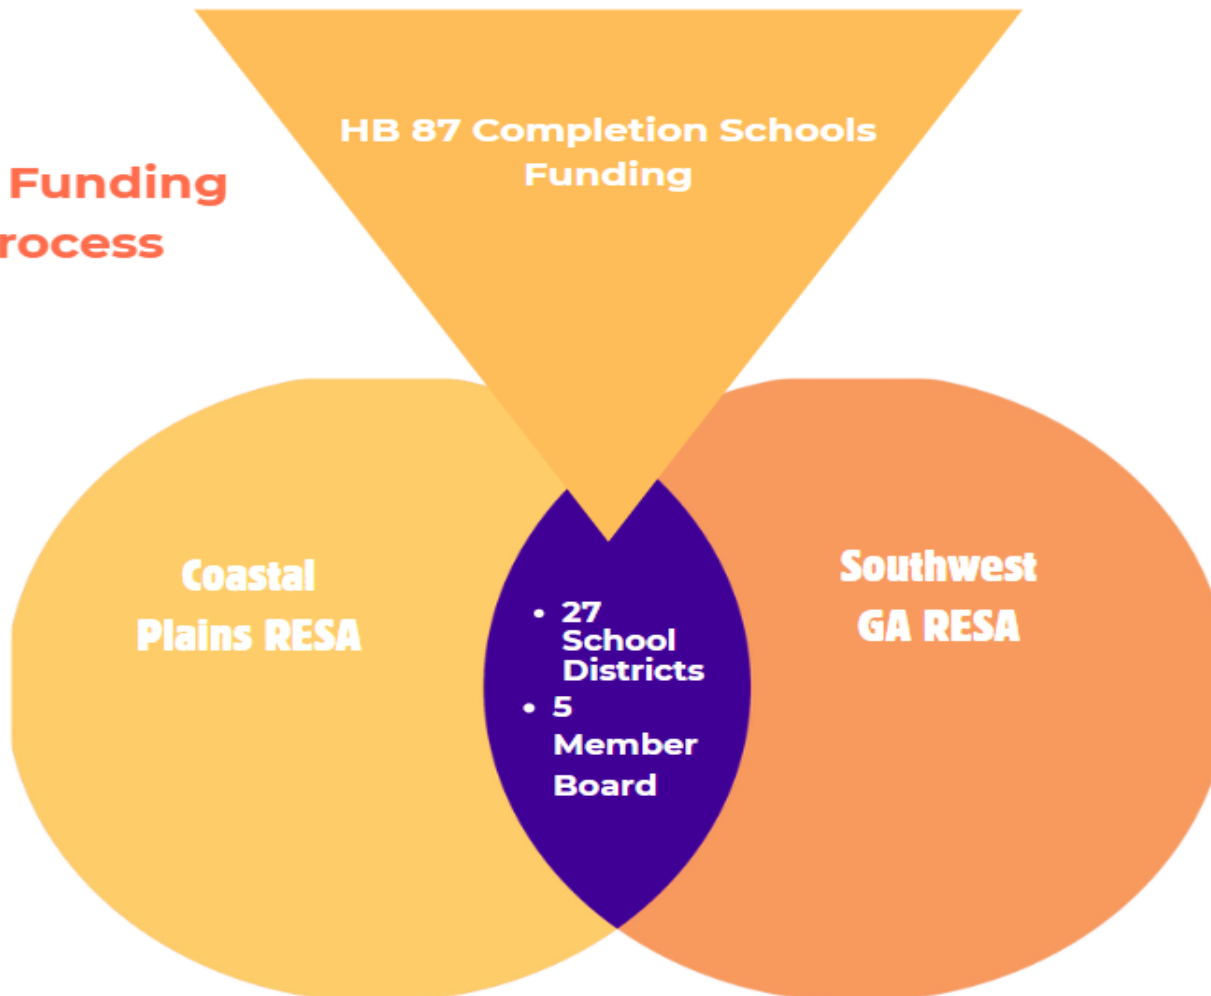 HB 87 Completion Schools
Funding
Funding
rocess
Coastal
Plains RESA
Southwest
GA RESA
• 27
School
Districts
• 5
Member
Board